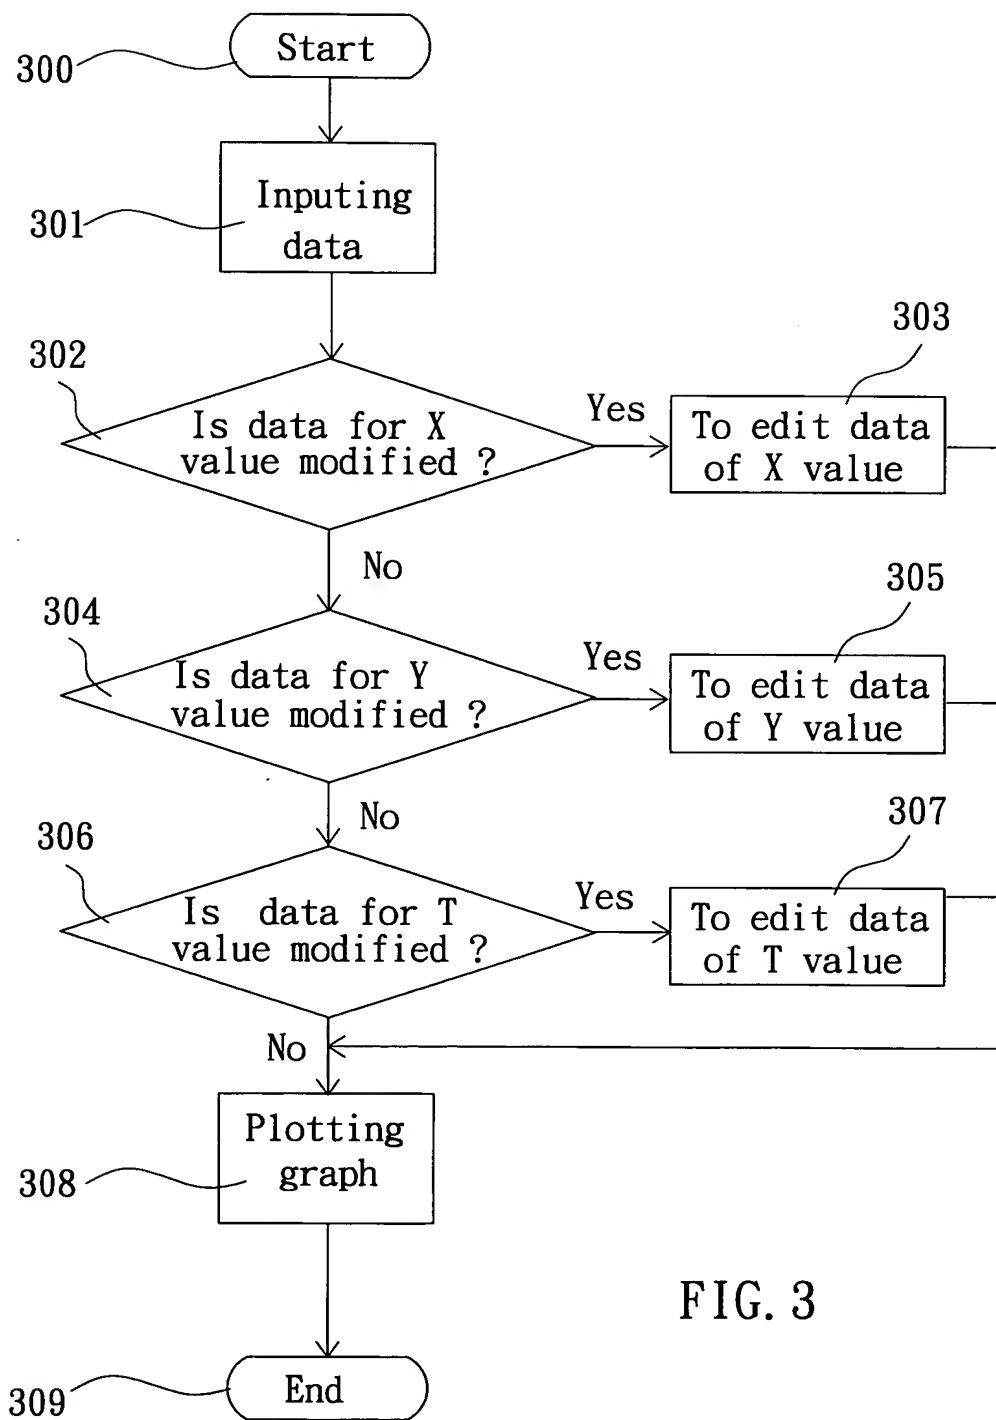 Start
300
Inputing
data
301
302
Is data for X
value modified ?
Yes
303
To edit data
of X value
No
304
Is data for Y
value modified ?
Yes
305
To edit data
of Y value
No
306
Is data for T
value modified ?
Yes
307
To edit data
of T value
No
Plotting
graph
308
End
309
FIG. 3